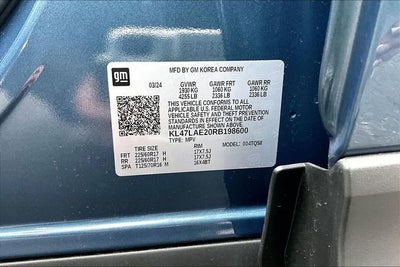 gm
MFD BY GM KOREA COMPANY
03/24 GVWR GAWR FRT GAWR RR
1930 KG 1060 KG 1060 KG
4255 LB 2336 LB 2336 LB
THIS VEHICLE CONFORMS TO ALL APPLICABLE
U.S. FEDERAL MOTOR
VEHICLE SAFETY AND THEFT PREVENTION
STANDARDS IN EFFECT ON THE DATE OF
MANUFACTURE SHOWN ABOVE.
KL47LAE20RB198600
TYPE: MPV MODEL:
TIRE SIZE RIM
FRT 225/60R17 H 17X7.5J
RR 225/60R17 H 17X7.5J
SPA T125/70R16 M 16X4BT